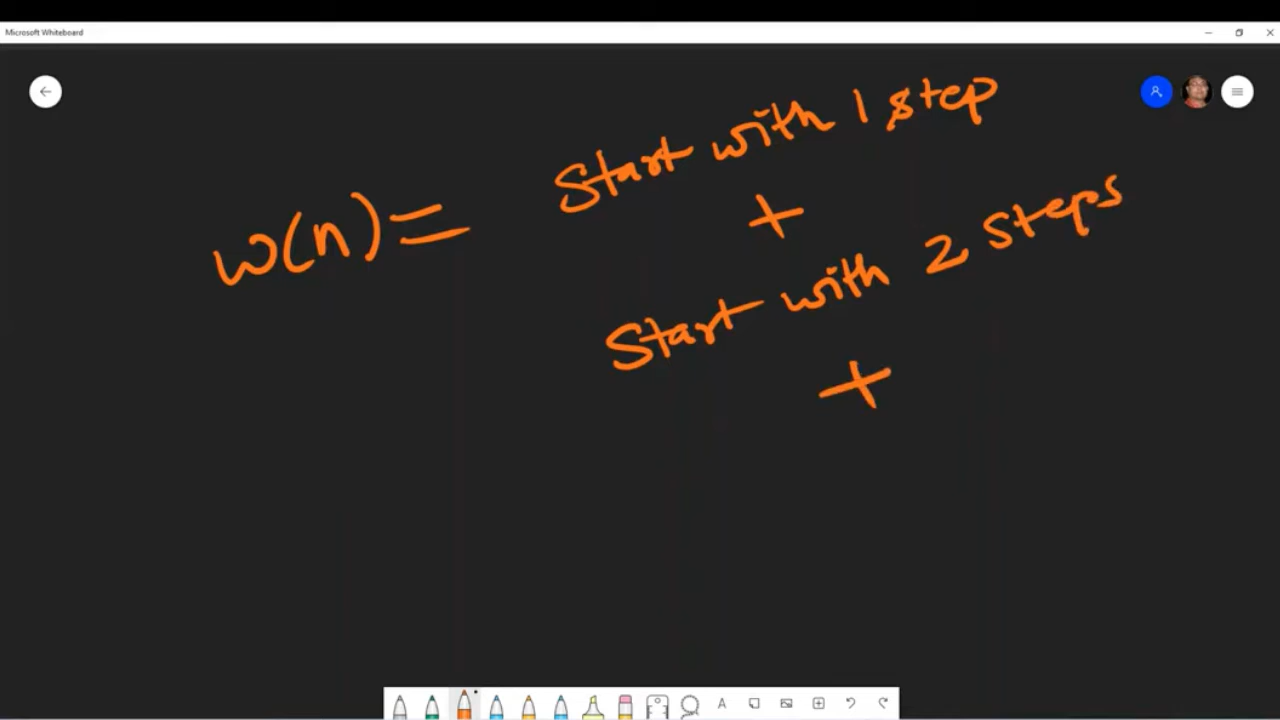 Microsoft Whiteboard
Start with 1 step
+
w(n)=
Start with 2 steps
+
A